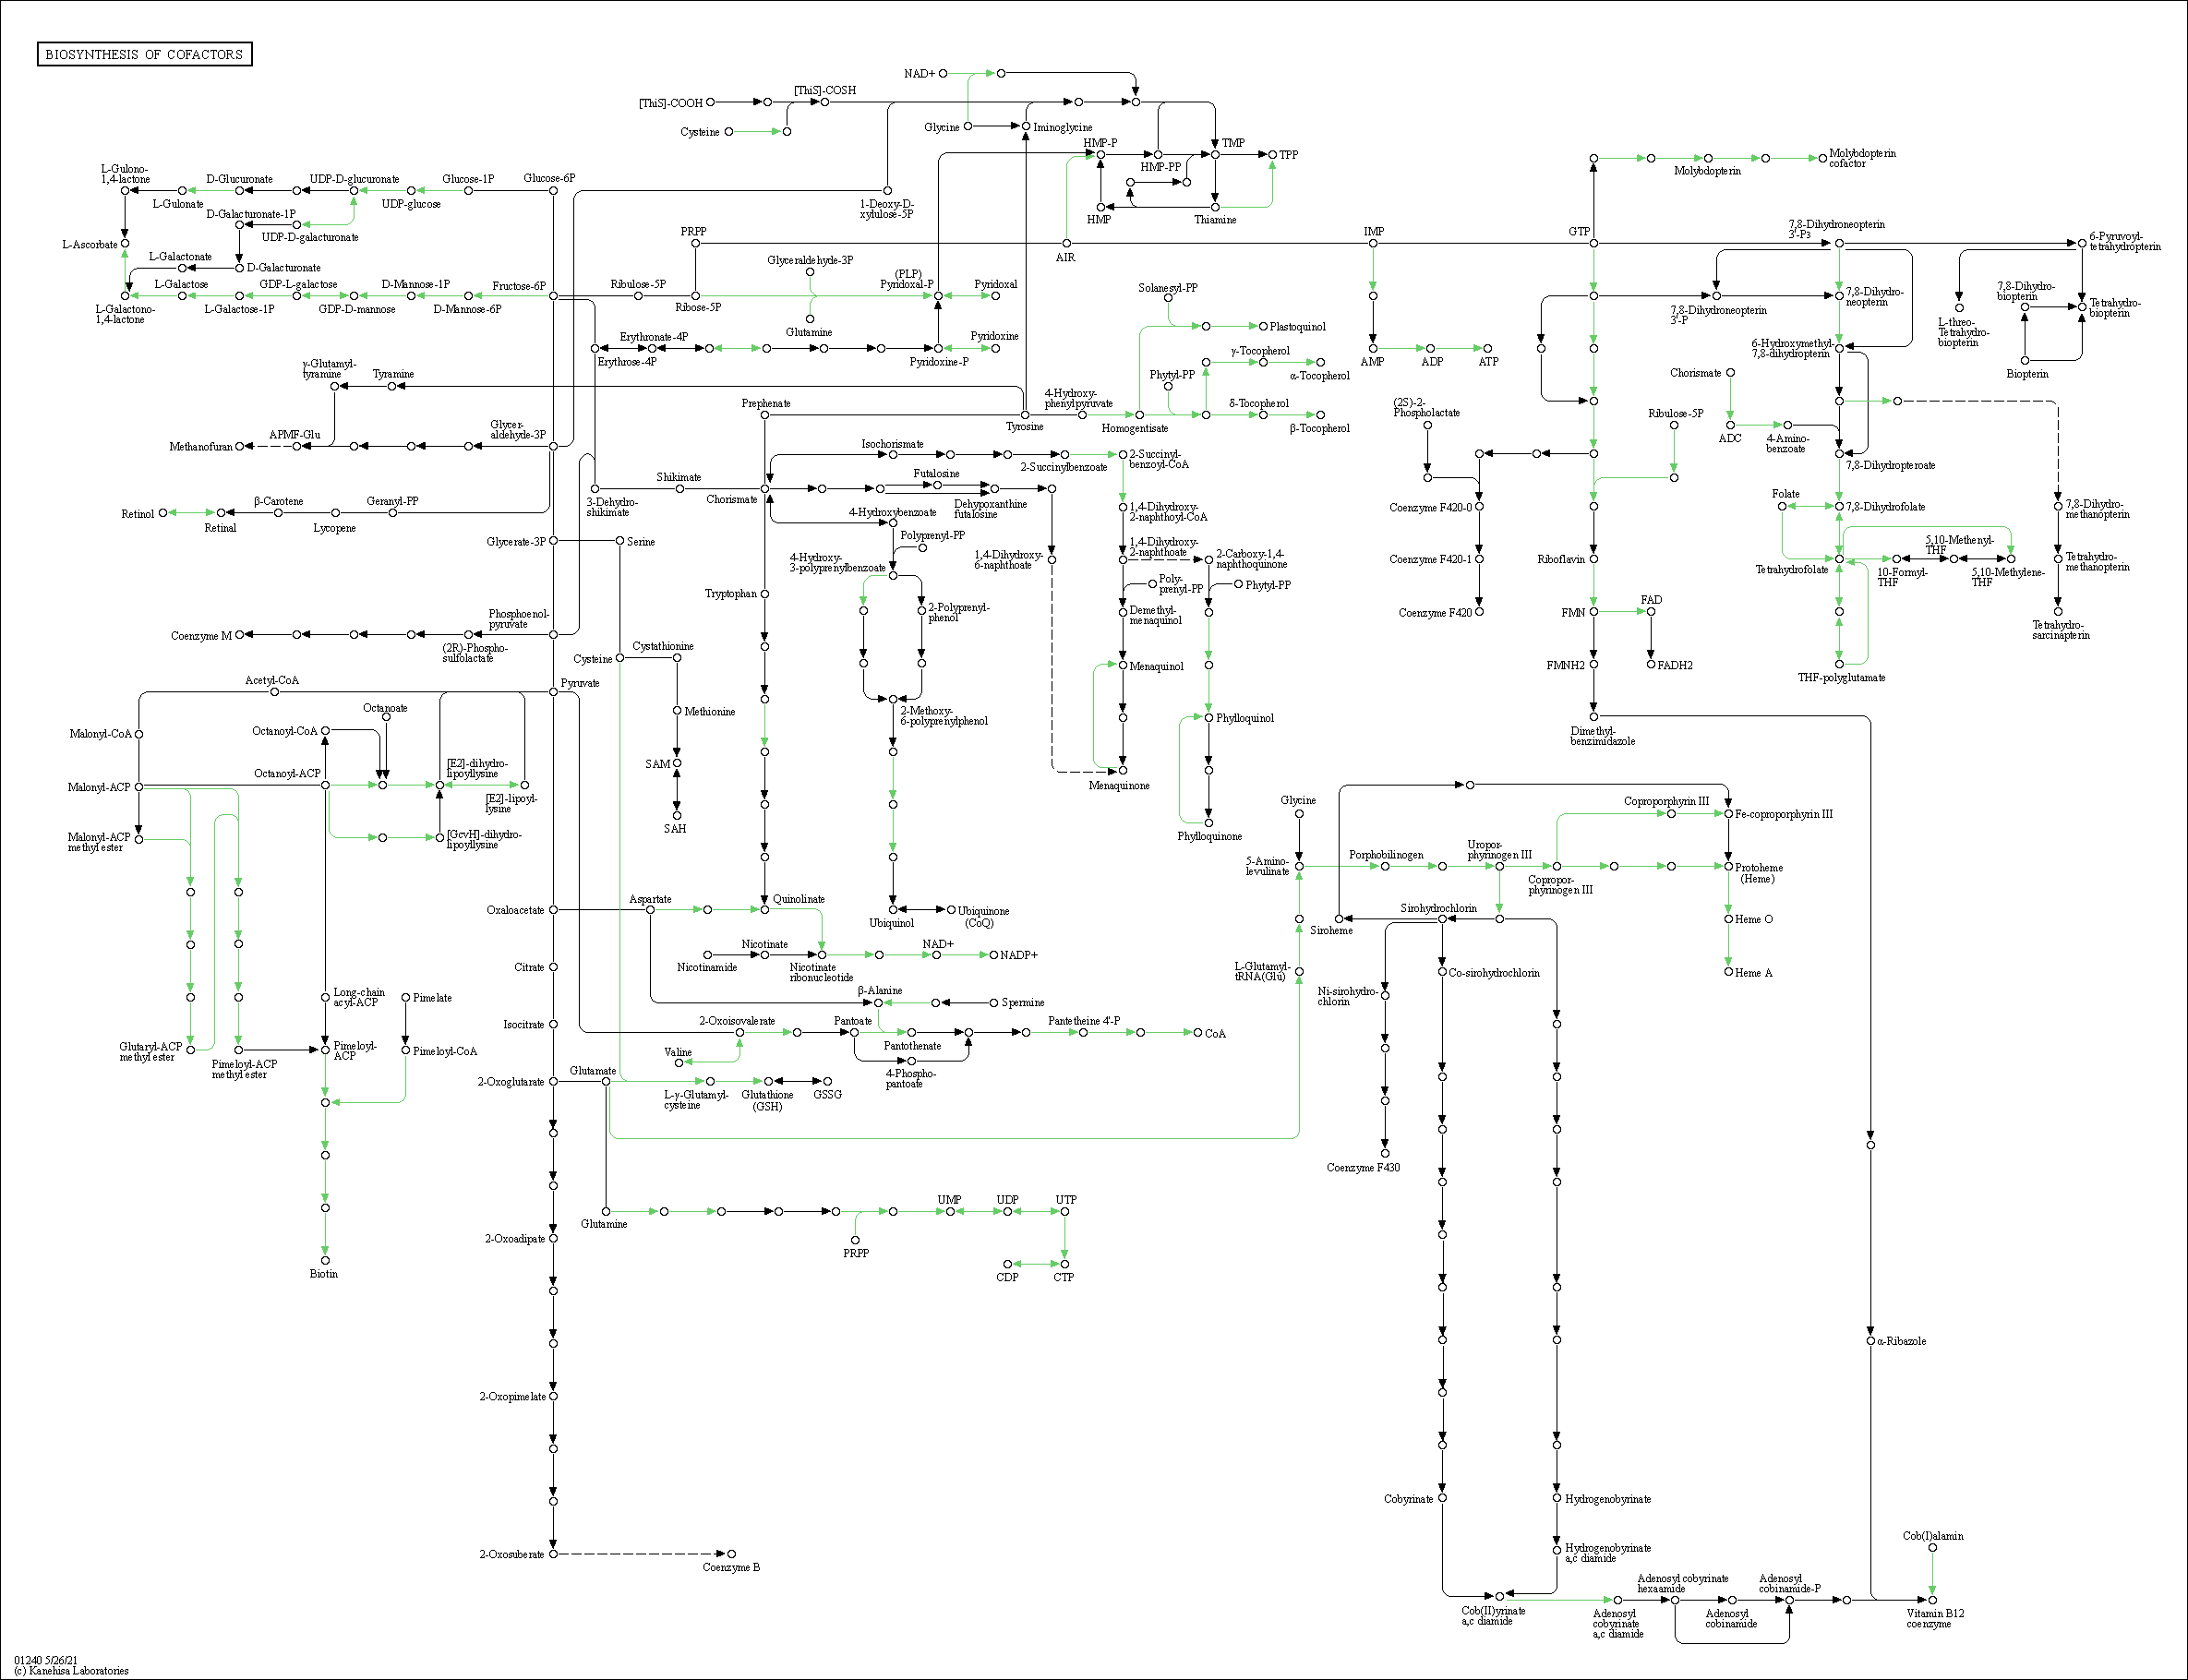 BIOSYNTHESIS OF COFACTORS
NAD+
[ThiS]-COOH
[ThiS]-COSH
Cysteine
Glycine
Iminoglycine
HMP-P
HMP-PP
TMP
TPP
HMP
Thiamine
L-Gulono-
1,4-lactone
D-Glucuronate
UDP-D-glucuronate
Glucose-1P
Glucose-6P
L-Gulonate
UDP-glucose
D-Galacturonate-1P
UDP-D-galacturonate
1-Deoxy-D-
xylulose-5P
L-Ascorbate
L-Galactonate
D-Galacturonate
PRPP
AIR
IMP
GTP
Molybdopterin
Molybdopterin
cofactor
7,8-Dihydroneopterin
3'-P3
6-Pyruvoyl-
tetrahydropterin
L-Galactose
GDP-L-galactose
D-Mannose-1P
Fructose-6P
Ribulose-5P
Glyceraldehyde-3P
(PLP)
Pyridoxal-P
Pyridoxal
L-Galactono-
1,4-lactone
L-Galactose-1P
GDP-D-mannose
D-Mannose-6P
Ribose-5P
Glutamine
Solanesyl-PP
Plastoquinol
7,8-Dihydroneopterin
3'-P
7,8-Dihydro-
neopterin
7,8-Dihydro-
biopterin
Tetrahydro-
biopterin
L-threo-
Tetrahydro-
biopterin
Biopterin
Erythronate-4P
Erythrose-4P
Pyridoxine-P
Pyridoxine
γ-Tocopherol
α-Tocopherol
AMP
ADP
ATP
6-Hydroxymethyl-
7,8-dihydropterin
γ-Glutamyl-
tyramine
Tyramine
Phytyl-PP
Chorismate
Prephenate
Tyrosine
4-Hydroxy-
phenylpyruvate
Homogentisate
δ-Tocopherol
β-Tocopherol
(2S)-2-
Phospholactate
Ribulose-5P
ADC
4-Amino-
benzoate
Methanofuran
APMF-Glu
Glycer-
aldehyde-3P
Isochorismate
2-Succinylbenzoate
2-Succinyl-
benzoyl-CoA
7,8-Dihydropteroate
Shikimate
3-Dehydro-
shikimate
Chorismate
Futalosine
Dehypoxanthine
futalosine
Retinol
Retinal
β-Carotene
Lycopene
Geranyl-PP
4-Hydroxybenzoate
1,4-Dihydroxy-
2-naphthoyl-CoA
Coenzyme F420-0
Folate
7,8-Dihydrofolate
7,8-Dihydro-
methanopterin
Glycerate-3P
Serine
Polyprenyl-PP
4-Hydroxy-
3-polyprenylbenzoate
1,4-Dihydroxy-
6-naphthoate
1,4-Dihydroxy-
2-naphthoate
2-Carboxy-1,4-
naphthoquinone
Coenzyme F420-1
Riboflavin
Tetrahydrofolate
10-Formyl-
THF
5,10-Methenyl-
THF
5,10-Methylene-
THF
Tetrahydro-
methanopterin
Tryptophan
Poly-
prenyl-PP
Phytyl-PP
2-Polyprenyl-
phenol
Demethyl-
menaquinol
Coenzyme F420
FMN
FAD
Tetrahydro-
sarcinapterin
Coenzyme M
(2R)-Phospho-
sulfolactate
Phosphoenol-
pyruvate
Cysteine
Cystathionine
Menaquinol
FMNH2
FADH2
THF-polyglutamate
Acetyl-CoA
Pyruvate
Methionine
2-Methoxy-
6-polyprenylphenol
Phylloquinol
Dimethyl-
benzimidazole
Malonyl-CoA
Octanoyl-CoA
Octanoate
Malonyl-ACP
Octanoyl-ACP
[E2]-dihydro-
lipoyllysine
[E2]-lipoyl-
lysine
SAM
SAH
Menaquinone
Malonyl-ACP
methyl ester
[GcvH]-dihydro-
lipoyllysine
Phylloquinone
Glycine
Coproporphyrin III
Fe-coproporphyrin III
5-Amino-
levulinate
Porphobilinogen
Uropor-
phyrinogen III
Copropor-
phyrinogen III
Protoheme
(Heme)
Oxaloacetate
Aspartate
Quinolinate
Ubiquinol
Ubiquinone
(CoQ)
Siroheme
Sirohydrochlorin
Heme O
Nicotinamide
Nicotinate
Nicotinate
ribonucleotide
NAD+
NADP+
Citrate
L-Glutamyl-
tRNA(Glu)
Co-sirohydrochlorin
Heme A
Ni-sirohydro-
chlorin
Long-chain
acyl-ACP
Pimelate
β-Alanine
Spermine
Isocitrate
2-Oxoisovalerate
Pantoate
Pantothenate
Pantetheine 4'-P
CoA
Glutaryl-ACP
methyl ester
Pimeloyl-ACP
methyl ester
Pimeloyl-
ACP
Pimeloyl-CoA
Valine
4-Phospho-
pantoate
2-Oxoglutarate
Glutamate
L-γ-Glutamyl-
cysteine
Glutathione
(GSH)
GSSG
Coenzyme F430
Glutamine
PRPP
UMP
UDP
UTP
CDP
CTP
2-Oxoadipate
Biotin
α-Ribazole
2-Oxopimelate
Cobyrinate
Hydrogenobyrinate
2-Oxosuberate
Coenzyme B
Hydrogenobyrinate
a,c diamide
Cob(I)alamin
Cob(II)yrinate
a,c diamide
Adenosyl
cobyrinate
a,c diamide
Adenosyl cobyrinate
hexaamide
Adenosyl
cobinamide
Adenosyl
cobinamide-P
Vitamin B12
coenzyme
01240 5/26/21
(c) Kanehisa Laboratories